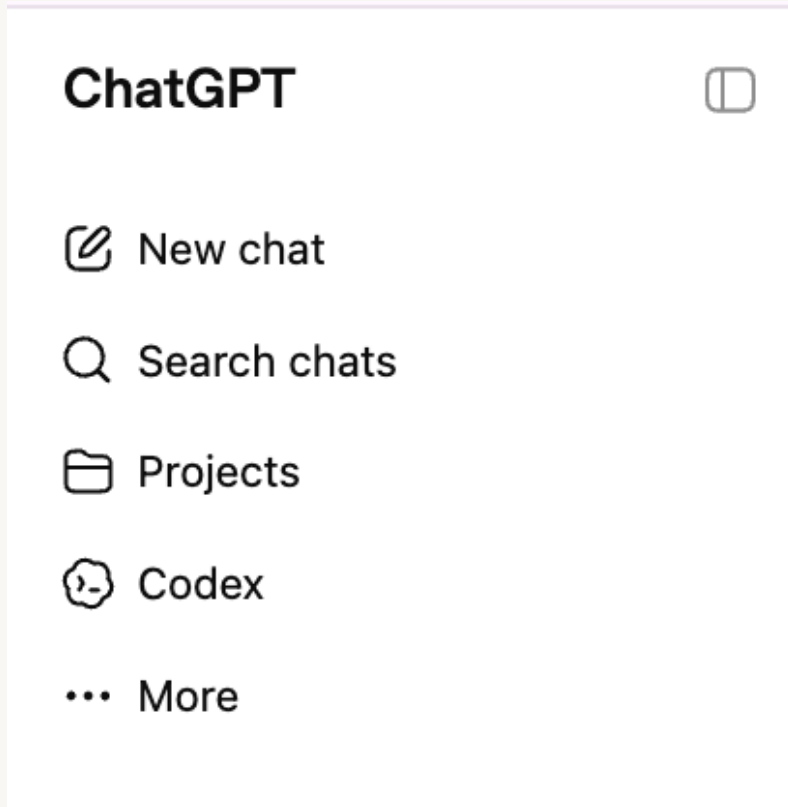 ChatGPT
New chat
Search chats
Projects
Codex
More